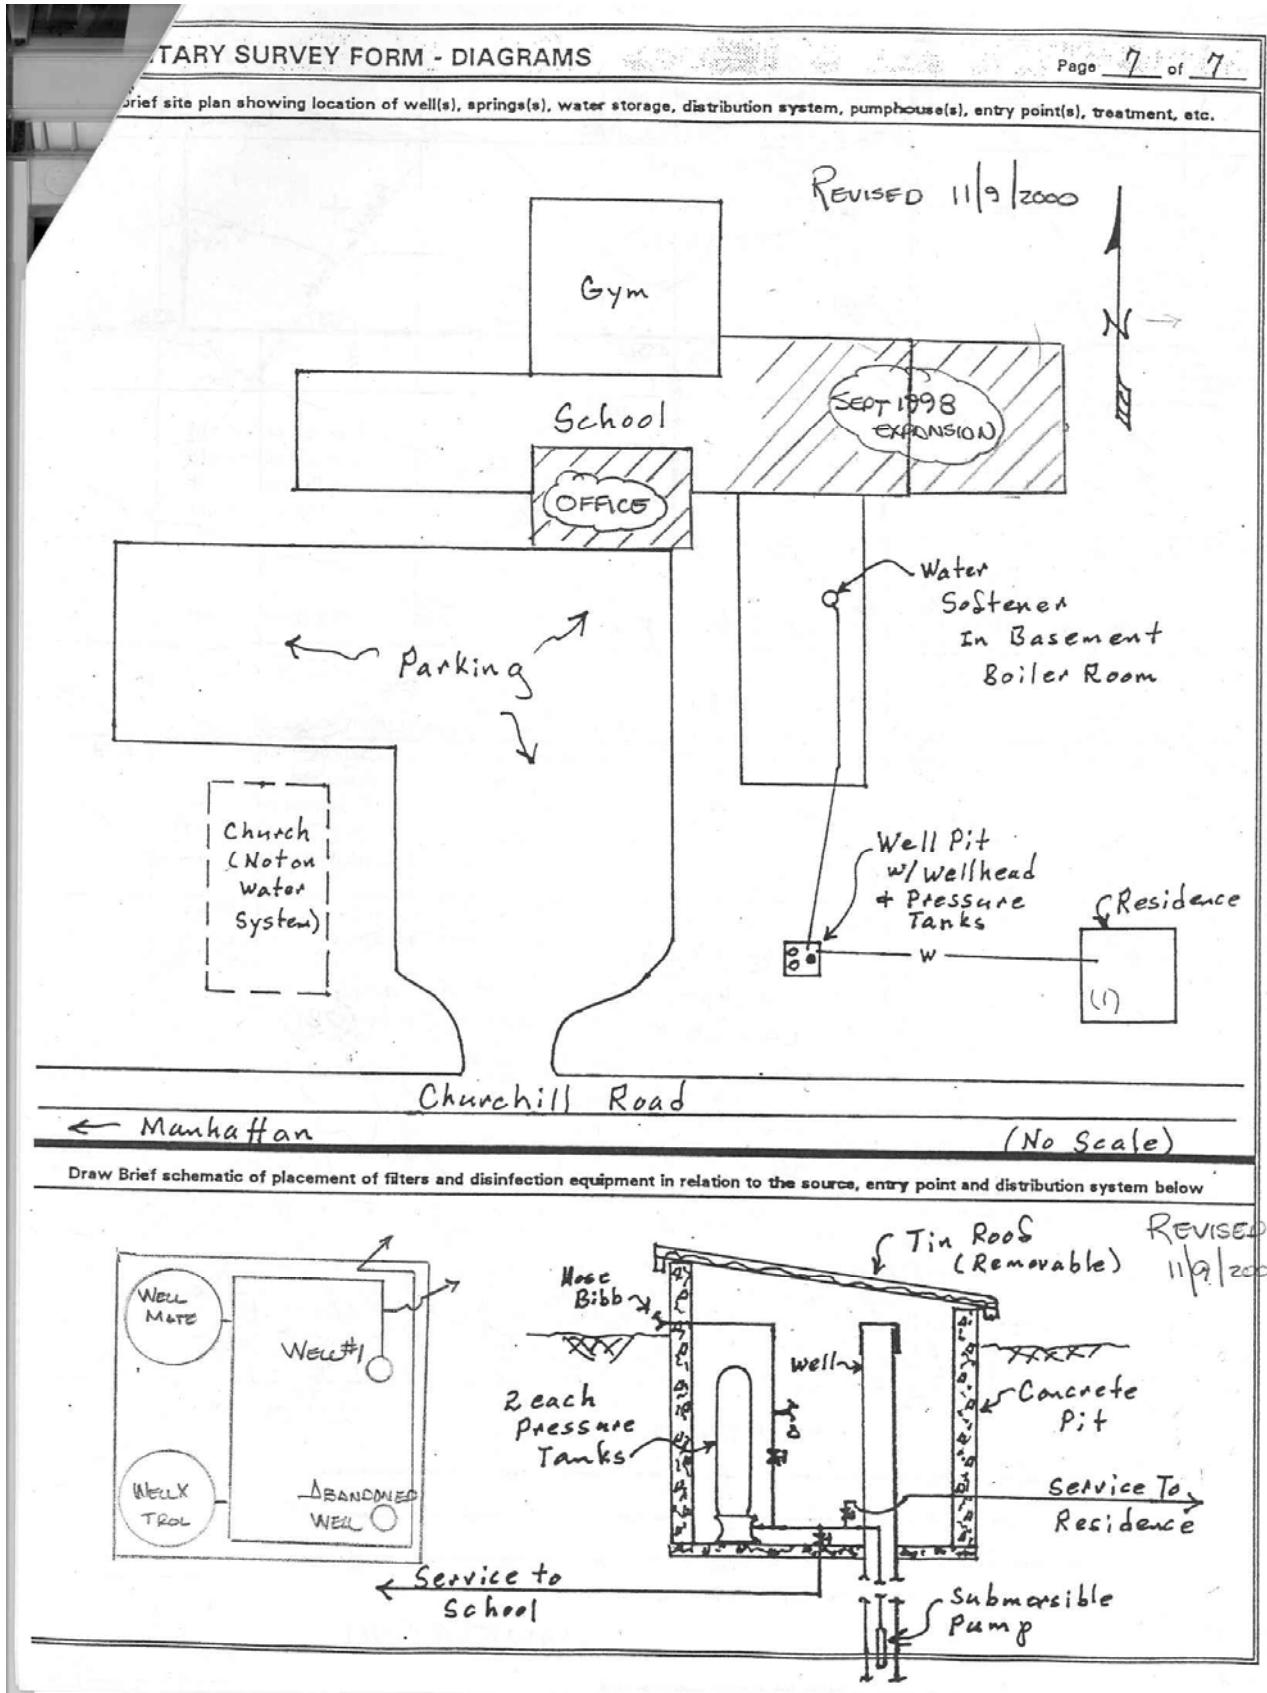 TARY SURVEY FORM - DIAGRAMS
Page 7 of 7
brief site plan showing location of well(s), springs(s), water storage, distribution system, pumphouse(s), entry point(s), treatment, etc.
REVISED 11/9/2000
N
Gym
School
SEPT 1998
EXPANSION
OFFICE
Water
Softener
In Basement
Boiler Room
Parking
Church
(Not on
Water
System)
Well Pit
w/ Wellhead
+ Pressure
Tanks
Residence
W
(1)
Churchill Road
← Manhattan
(No Scale)
Draw Brief schematic of placement of filters and disinfection equipment in relation to the source, entry point and distribution system below
REVISED
11/9/200
WELL
MATE
WELL #1
WELLX
TROL
ABANDONED
WELL
Tin Roof
(Removable)
Hose
Bibb
Well
2 each
Pressure
Tanks
Concrete
Pit
Service To
Residence
Service to
School
Submersible
Pump